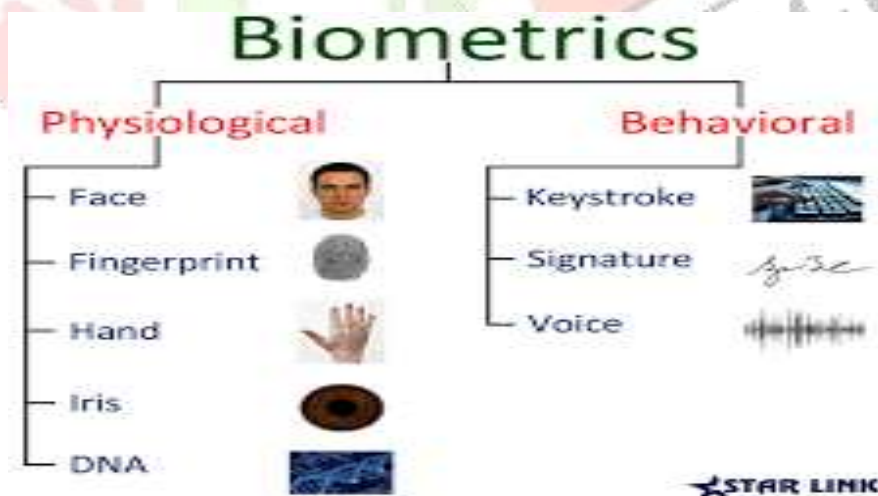 Biometrics
Physiological
Face
Fingerprint
Hand
Iris
DNA
Behavioral
Keystroke
Signature
Voice
STAR LINK